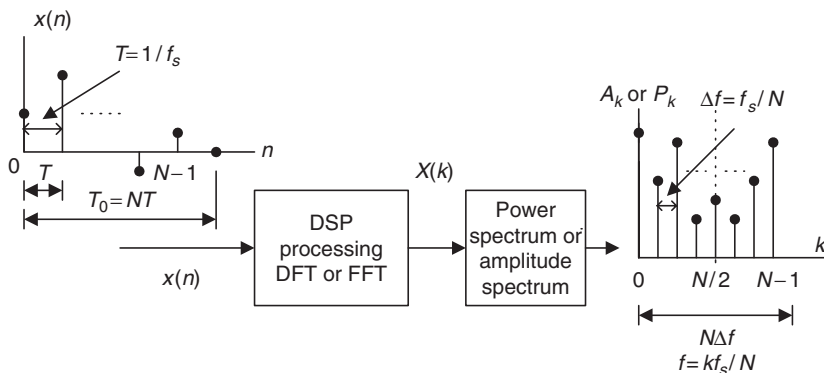 x(n)
T=1/f_s
.....
0
n
N–1
T
T_0=NT
x(n)
DSP
processing
DFT or FFT
X(k)
Power
spectrum or
amplitude
spectrum
A_k or P_k
Δf=f_s/N
.....
k
0
N/2
N–1
NΔf
f=kf_s/N